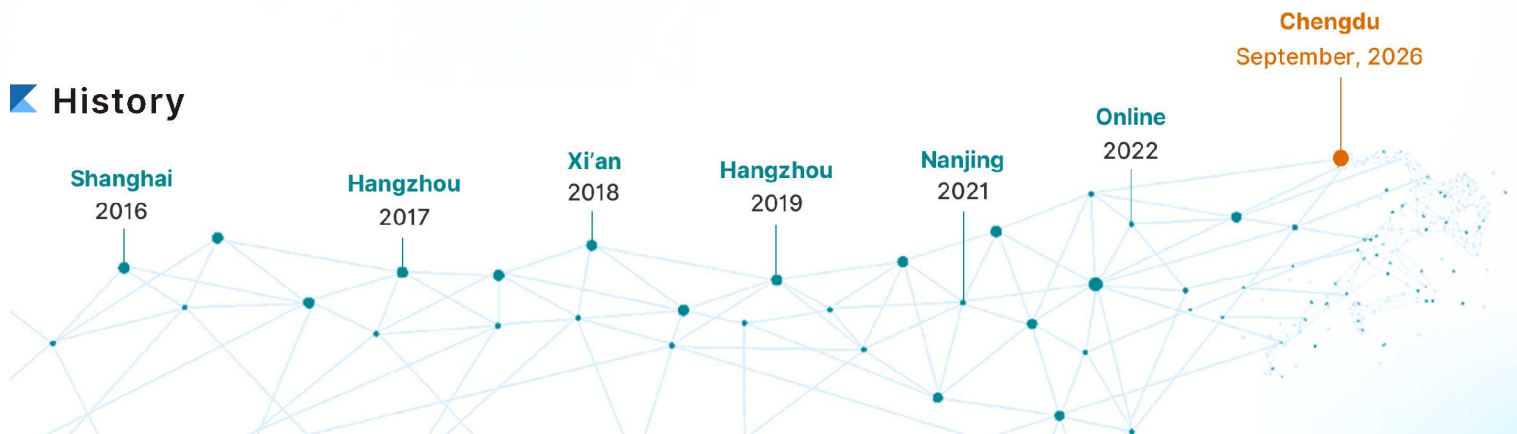 History
Shanghai
2016
Hangzhou
2017
Xi’an
2018
Hangzhou
2019
Nanjing
2021
Online
2022
Chengdu
September, 2026